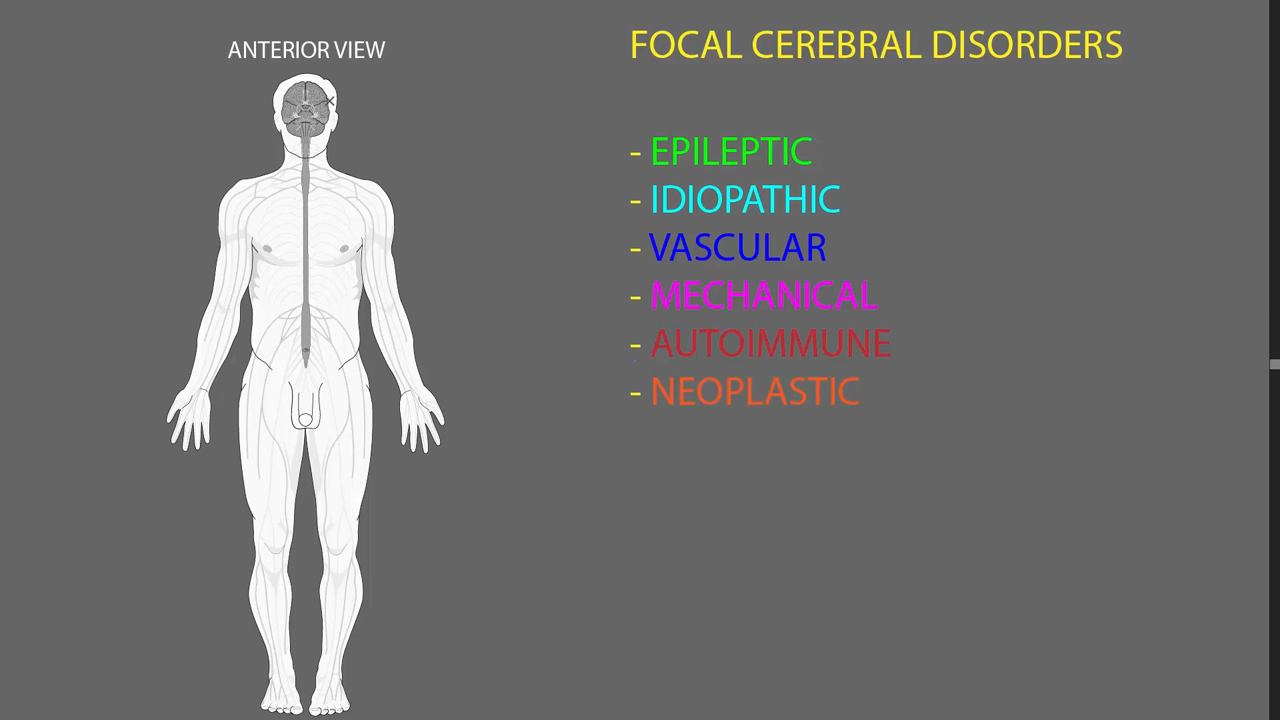 ANTERIOR VIEW
FOCAL CEREBRAL DISORDERS
- EPILEPTIC
- IDIOPATHIC
- VASCULAR
- MECHANICAL
- AUTOIMMUNE
- NEOPLASTIC